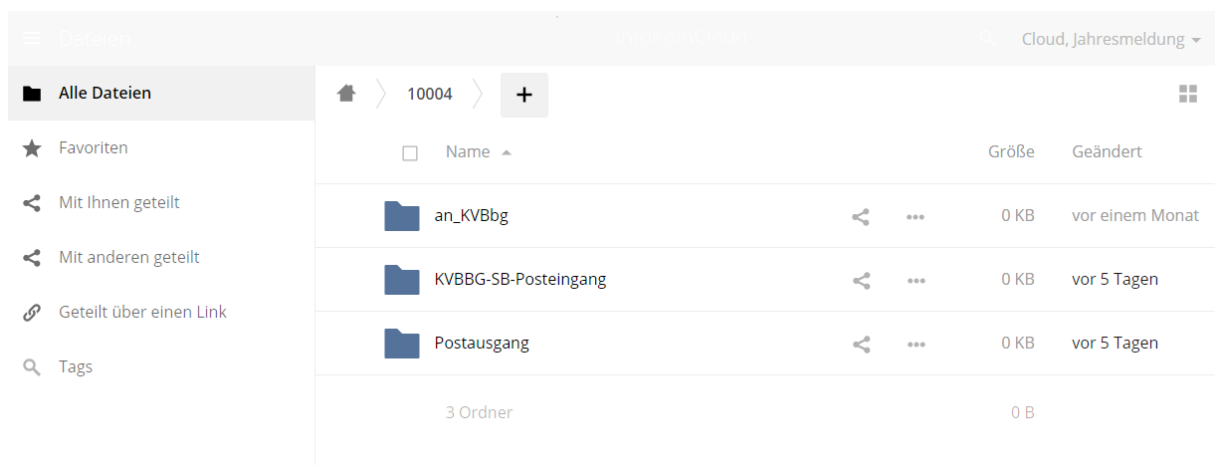 Dateien
Cloud, Jahresmeldung
Alle Dateien
10004
+
Favoriten
Name
Größe
Geändert
Mit Ihnen geteilt
an_KVBbg
0 KB
vor einem Monat
Mit anderen geteilt
KVBBG-SB-Posteingang
0 KB
vor 5 Tagen
Geteilt über einen Link
Postausgang
0 KB
vor 5 Tagen
Tags
3 Ordner
0 B